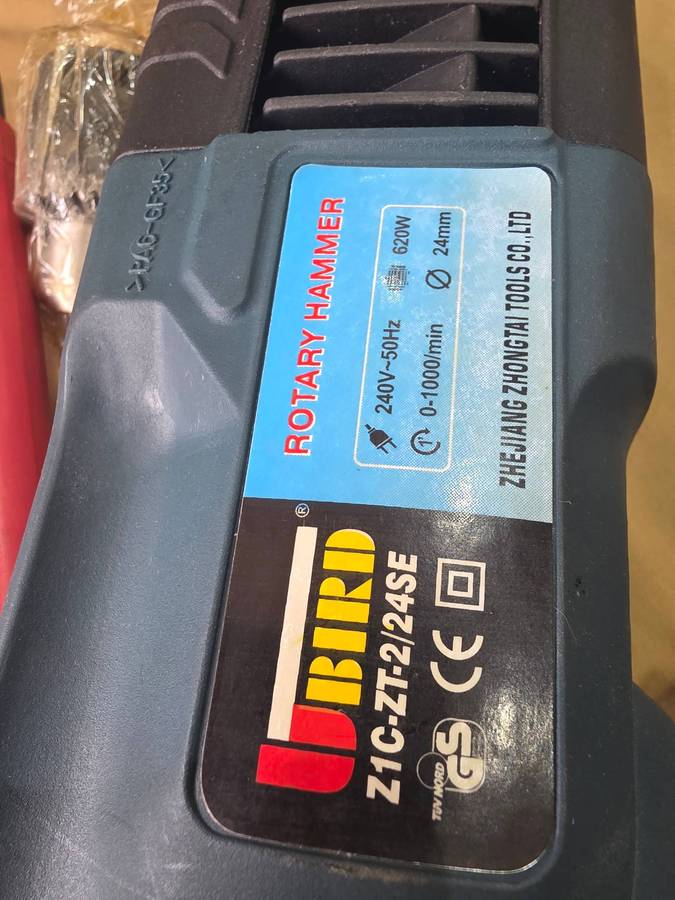 >PA6-GF35<
BIRD®
Z1C-ZT-2/24SE
TÜV NORD
GS
CE
ROTARY HAMMER
240V~50Hz 620W
0-1000/min Ø 24mm
ZHEJIANG ZHONGTAI TOOLS CO.,LTD